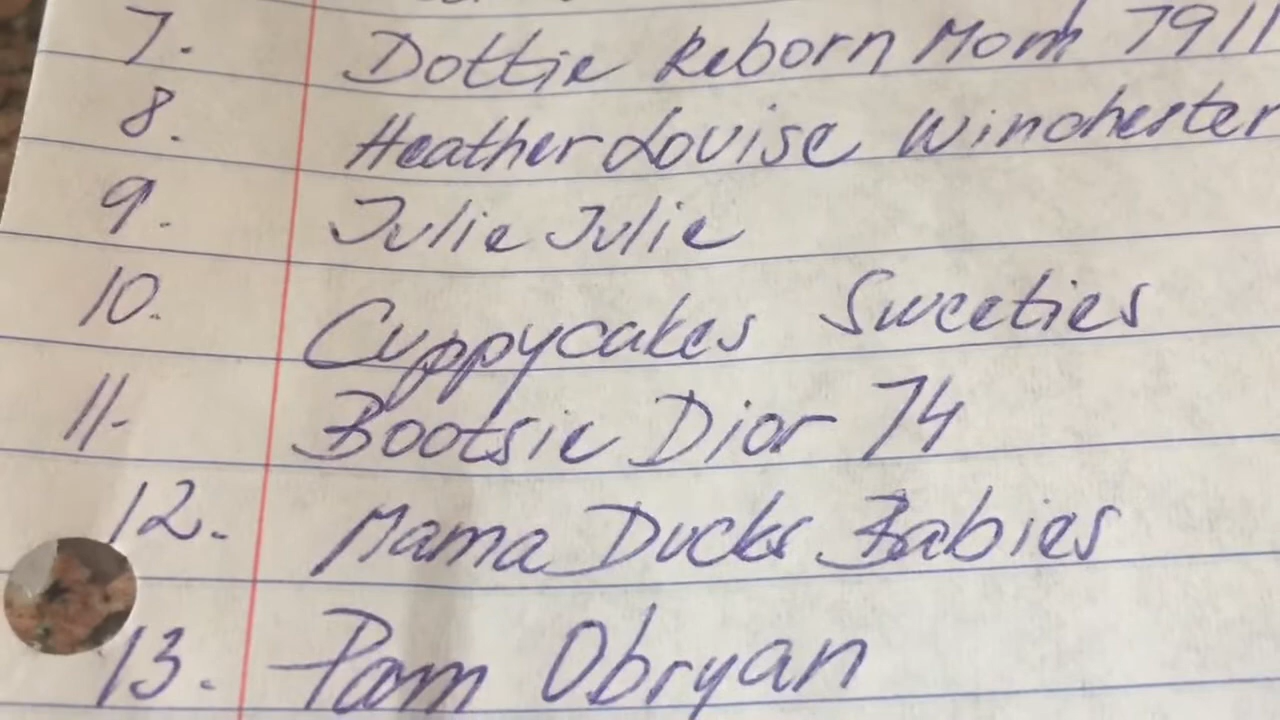 7. Dottie Reborn Mom 7911
8. Heather Louise Winchester
9. Julie Julie
10. Cuppycakes Sweeties
11. Bootsie Dior 74
12. Mama Ducks Babies
13. Pam Obryan